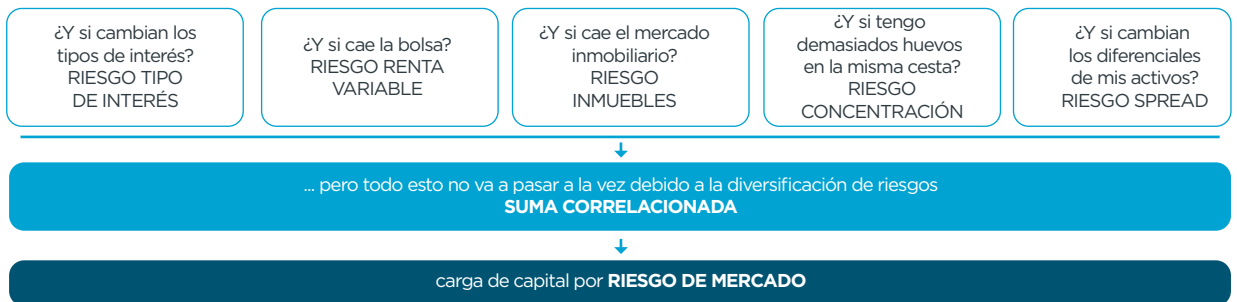 ¿Y si cambian los
tipos de interés?
RIESGO TIPO
DE INTERÉS
¿Y si cae la bolsa?
RIESGO RENTA
VARIABLE
¿Y si cae el mercado
inmobiliario?
RIESGO
INMUEBLES
¿Y si tengo
demasiados huevos
en la misma cesta?
RIESGO
CONCENTRACIÓN
¿Y si cambian
los diferenciales
de mis activos?
RIESGO SPREAD
... pero todo esto no va a pasar a la vez debido a la diversificación de riesgos
SUMA CORRELACIONADA
carga de capital por RIESGO DE MERCADO